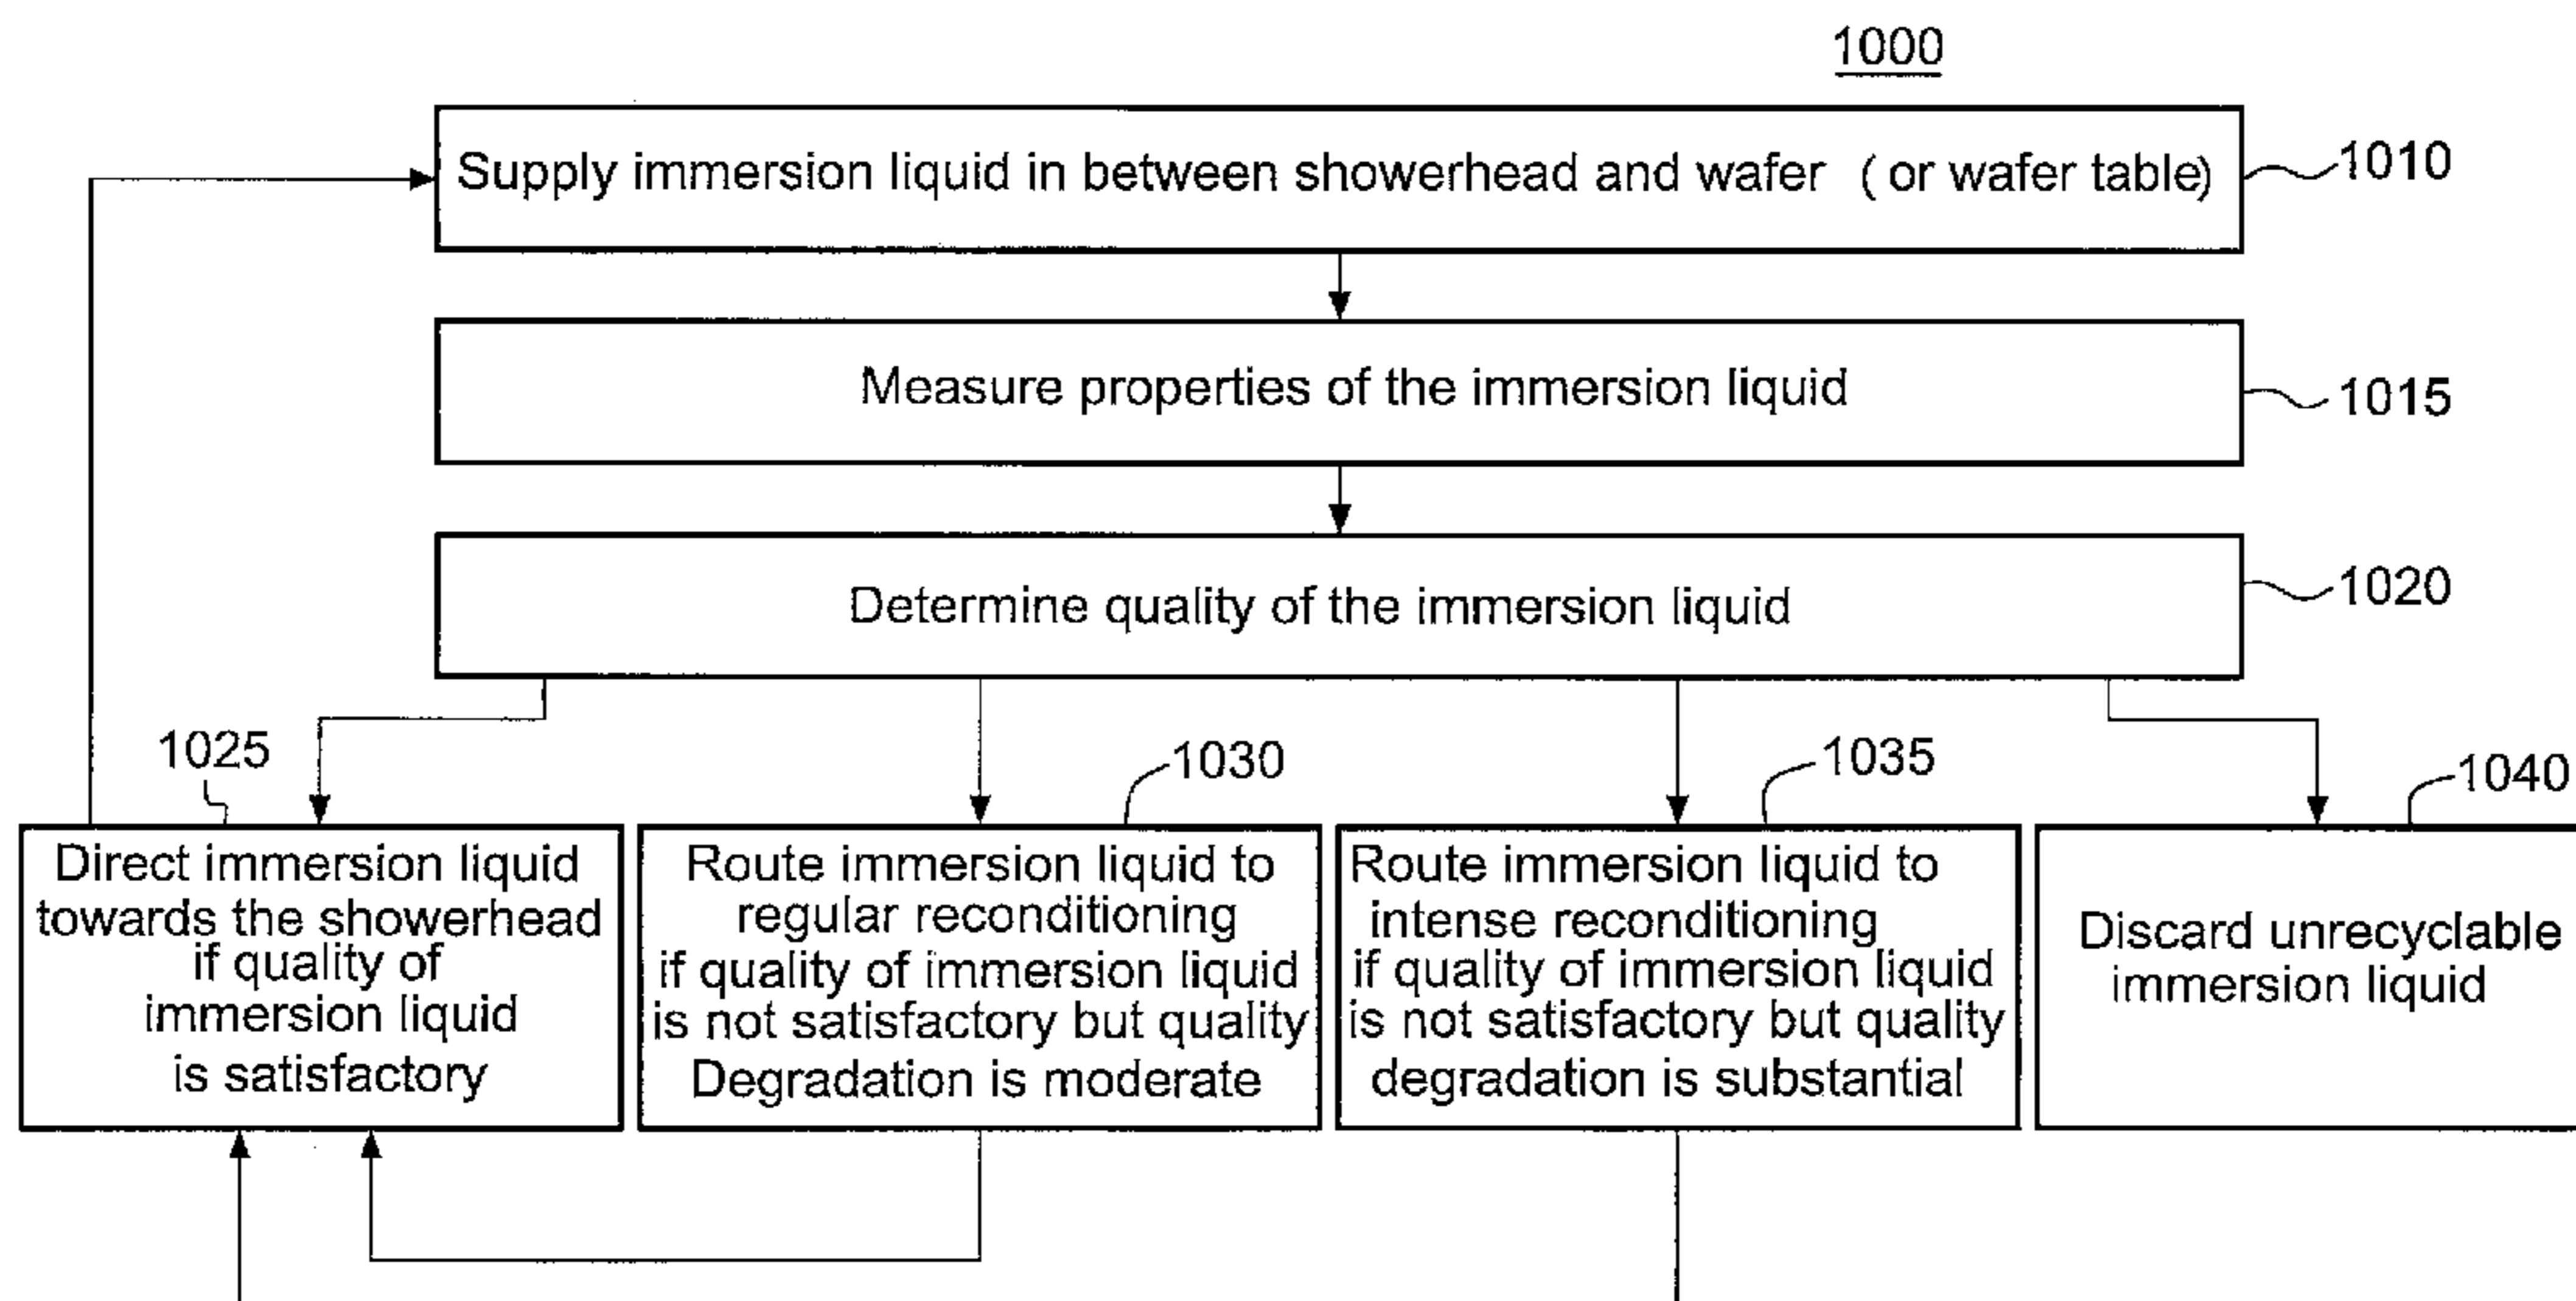 1000
Supply immersion liquid in between showerhead and wafer ( or wafer table)
1010
Measure properties of the immersion liquid
1015
Determine quality of the immersion liquid
1020
1025
1030
1035
1040
Direct immersion liquid
towards the showerhead
if quality of
immersion liquid
is satisfactory
Route immersion liquid to
regular reconditioning
if quality of immersion liquid
is not satisfactory but quality
Degradation is moderate
Route immersion liquid to
intense reconditioning
if quality of immersion liquid
is not satisfactory but quality
degradation is substantial
Discard unrecyclable
immersion liquid